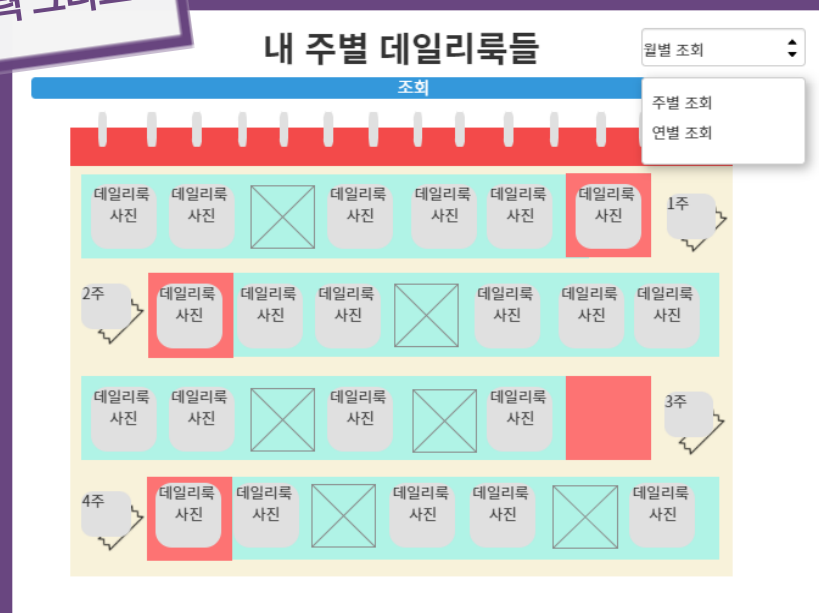 내 주별 데일리룩들
월별 조회
조회
주별 조회
연별 조회
데일리룩 데일리룩 데일리룩 데일리룩 데일리룩 데일리룩
사진 사진 사진 사진 사진 사진
1주
2주
데일리룩 데일리룩 데일리룩 데일리룩 데일리룩 데일리룩
사진 사진 사진 사진 사진 사진
데일리룩 데일리룩 데일리룩 데일리룩
사진 사진 사진 사진
3주
4주
데일리룩 데일리룩 데일리룩 데일리룩 데일리룩
사진 사진 사진 사진 사진